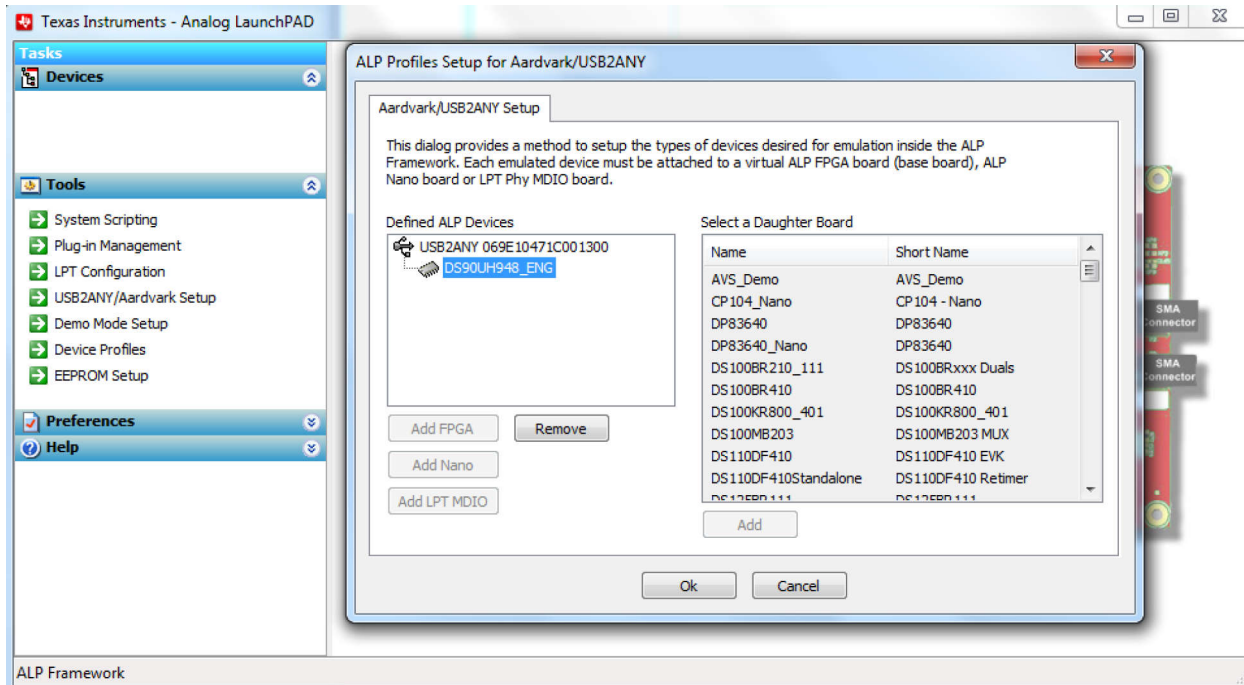 Texas Instruments - Analog LaunchPAD
Tasks
Devices
Tools
System Scripting
Plug-in Management
LPT Configuration
USB2ANY/Aardvark Setup
Demo Mode Setup
Device Profiles
EEPROM Setup
Preferences
Help
ALP Profiles Setup for Aardvark/USB2ANY
Aardvark/USB2ANY Setup
This dialog provides a method to setup the types of devices desired for emulation inside the ALP
Framework. Each emulated device must be attached to a virtual ALP FPGA board (base board), ALP
Nano board or LPT Phy MDIO board.
Defined ALP Devices
USB2ANY 069E10471C001300
DS90UH948_ENG
Add FPGA Remove
Add Nano
Add LPT MDIO
Select a Daughter Board
Name Short Name
AVS_Demo AVS_Demo
CP104_Nano CP104 - Nano
DP83640 DP83640
DP83640_Nano DP83640
DS100BR210_111 DS100BRxxx Duals
DS100BR410 DS100BR410
DS100KR800_401 DS100KR800_401
DS100MB203 DS100MB203 MUX
DS110DF410 DS110DF410 EVK
DS110DF410Standalone DS110DF410 Retimer
Add
Ok Cancel
SMA
Connector
SMA
Connector
ALP Framework